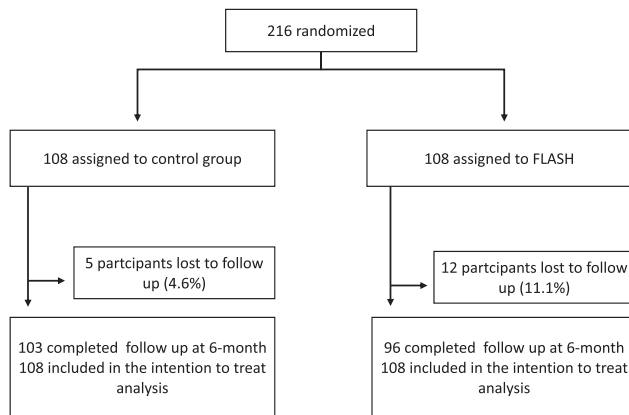 216 randomized
108 assigned to control group
108 assigned to FLASH
5 partcipants lost to follow
up (4.6%)
12 partcipants lost to follow
up (11.1%)
103 completed  follow up at 6-month
108 included in the intention to treat
analysis
96 completed  follow up at 6-month
108 included in the intention to treat
analysis